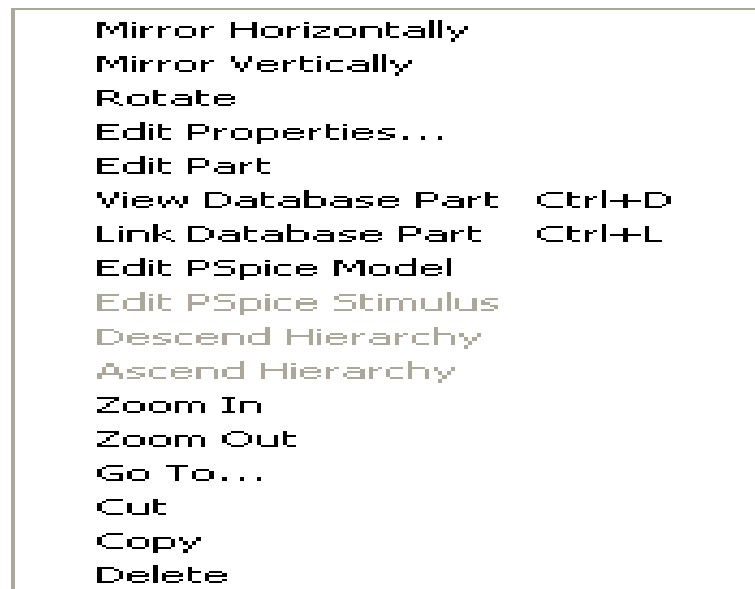 Mirror Horizontally
Mirror Vertically
Rotate
Edit Properties...
Edit Part
View Database Part Ctrl+D
Link Database Part Ctrl+L
Edit PSpice Model
Edit PSpice Stimulus
Descend Hierarchy
Ascend Hierarchy
Zoom In
Zoom Out
Go To...
Cut
Copy
Delete